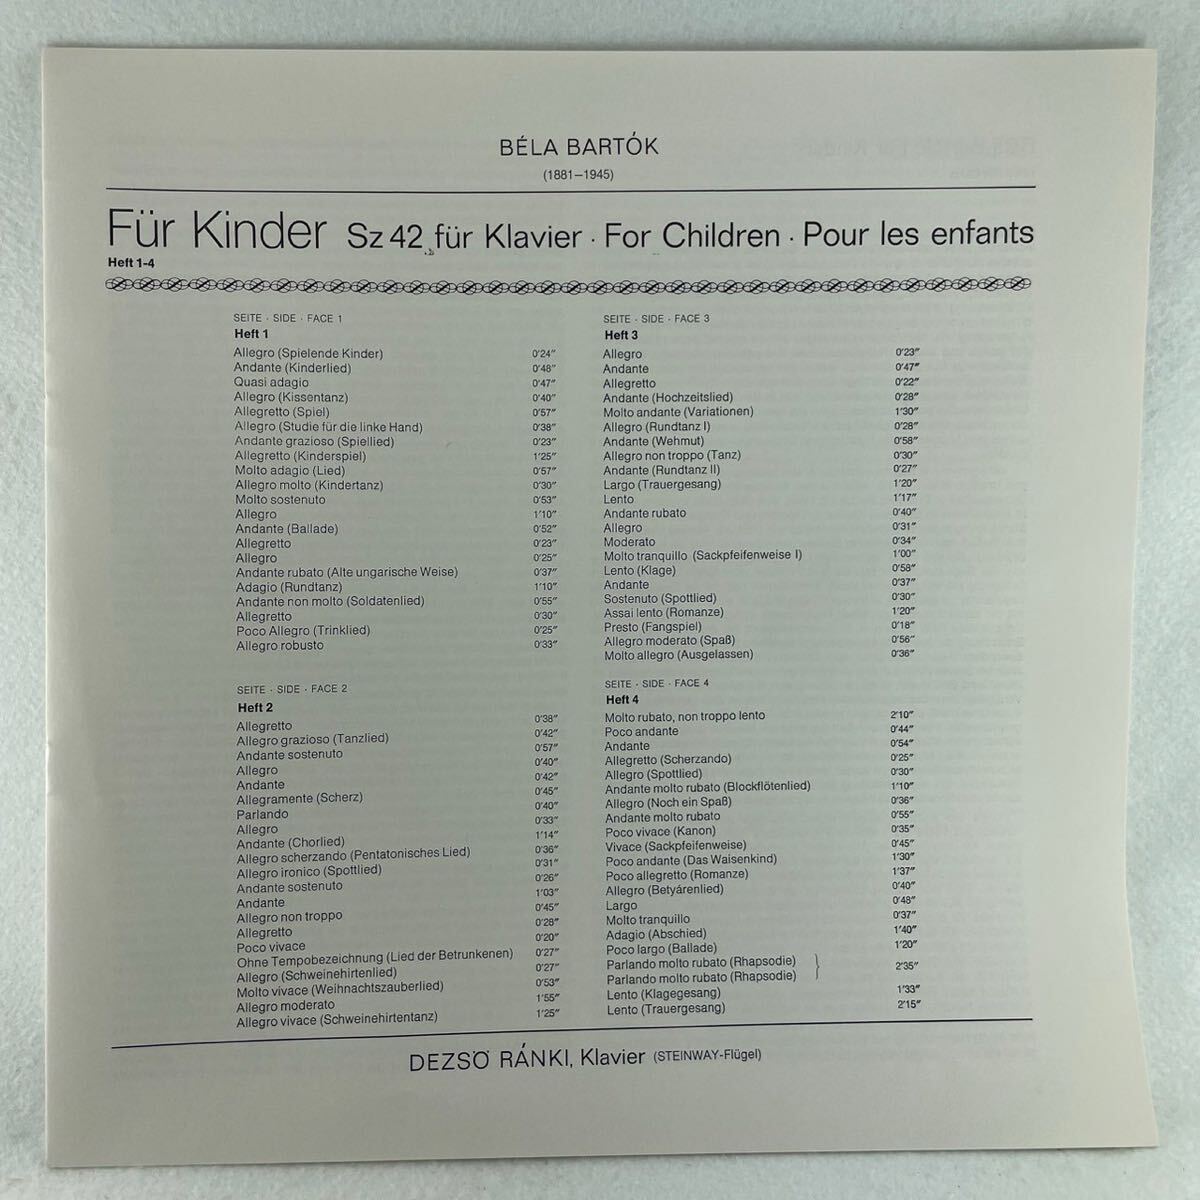 BÉLA BARTÓK
(1881–1945)
Für Kinder Sz 42 für Klavier · For Children · Pour les enfants
Heft 1-4
SEITE · SIDE · FACE 1
Heft 1
Allegro (Spielende Kinder) 0'24"
Andante (Kinderlied) 0'48"
Quasi adagio 0'47"
Allegro (Kissentanz) 0'40"
Allegretto (Spiel) 0'57"
Allegro (Studie für die linke Hand) 0'38"
Andante grazioso (Spiellied) 0'23"
Allegretto (Kinderspiel) 1'25"
Molto adagio (Lied) 0'57"
Allegro molto (Kindertanz) 0'30"
Molto sostenuto 0'53"
Allegro 1'10"
Andante (Ballade) 0'52"
Allegretto 0'23"
Allegro 0'25"
Andante rubato (Alte ungarische Weise) 0'37"
Adagio (Rundtanz) 1'10"
Andante non molto (Soldatenlied) 0'55"
Allegretto 0'30"
Poco Allegro (Trinklied) 0'25"
Allegro robusto 0'33"
SEITE · SIDE · FACE 2
Heft 2
Allegretto 0'38"
Allegro grazioso (Tanzlied) 0'42"
Andante sostenuto 0'57"
Allegro 0'40"
Andante 0'42"
Allegramente (Scherz) 0'45"
Parlando 0'40"
Allegro 0'33"
Andante (Chorlied) 1'14"
Allegro scherzando (Pentatonisches Lied) 0'36"
Allegro ironico (Spottlied) 0'31"
Andante sostenuto 0'26"
Andante 1'03"
Allegro non troppo 0'45"
Allegretto 0'28"
Poco vivace 0'20"
Ohne Tempobezeichnung (Lied der Betrunkenen) 0'27"
Allegro (Schweinehirtenlied) 0'27"
Molto vivace (Weihnachtszauberlied) 0'53"
Allegro moderato 1'55"
Allegro vivace (Schweinehirtentanz) 1'25"
SEITE · SIDE · FACE 3
Heft 3
Allegro 0'23"
Andante 0'47"
Allegretto 0'22"
Andante (Hochzeitslied) 0'28"
Molto andante (Variationen) 1'30"
Allegro (Rundtanz I) 0'28"
Andante (Wehmut) 0'58"
Allegro non troppo (Tanz) 0'30"
Andante (Rundtanz II) 0'27"
Largo (Trauergesang) 1'20"
Lento 1'17"
Andante rubato 0'40"
Allegro 0'31"
Moderato 0'34"
Molto tranquillo (Sackpfeifenweise I) 1'00"
Lento (Klage) 0'58"
Andante 0'37"
Sostenuto (Spottlied) 0'30"
Assai lento (Romanze) 1'20"
Presto (Fangspiel) 0'18"
Allegro moderato (Spaß) 0'56"
Molto allegro (Ausgelassen) 0'36"
SEITE · SIDE · FACE 4
Heft 4
Molto rubato, non troppo lento 2'10"
Poco andante 0'44"
Andante 0'54"
Allegretto (Scherzando) 0'25"
Allegro (Spottlied) 0'30"
Andante molto rubato (Blockflötenlied) 1'10"
Allegro (Noch ein Spaß) 0'36"
Andante molto rubato 0'55"
Poco vivace (Kanon) 0'35"
Vivace (Sackpfeifenweise) 0'45"
Poco andante (Das Waisenkind) 1'30"
Poco allegretto (Romanze) 1'37"
Allegro (Betyárenlied) 0'40"
Largo 0'48"
Molto tranquillo 0'37"
Adagio (Abschied) 1'40"
Poco largo (Ballade) 1'20"
Parlando molto rubato (Rhapsodie)
Parlando molto rubato (Rhapsodie) } 2'35"
Lento (Klagegesang) 1'33"
Lento (Trauergesang) 2'15"
DEZSÖ RÁNKI, Klavier (STEINWAY-Flügel)